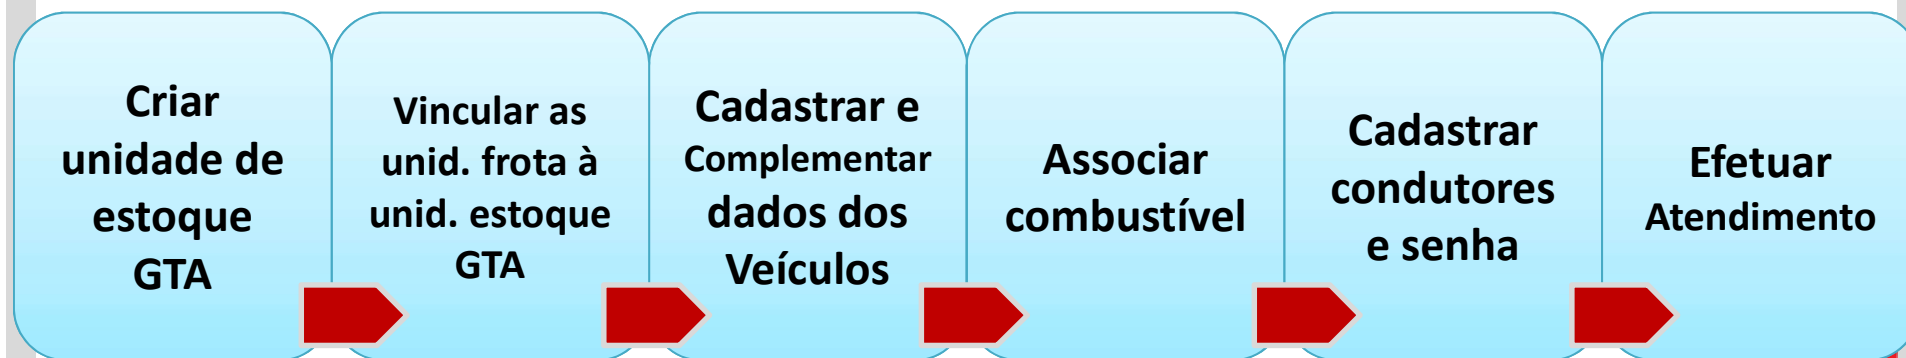 Criar
unidade de
estoque
GTA
Vincular as
unid. frota à
unid. estoque
GTA
Cadastrar e
Complementar
dados dos
Veículos
Associar
combustível
Cadastrar
condutores
e senha
Efetuar
Atendimento